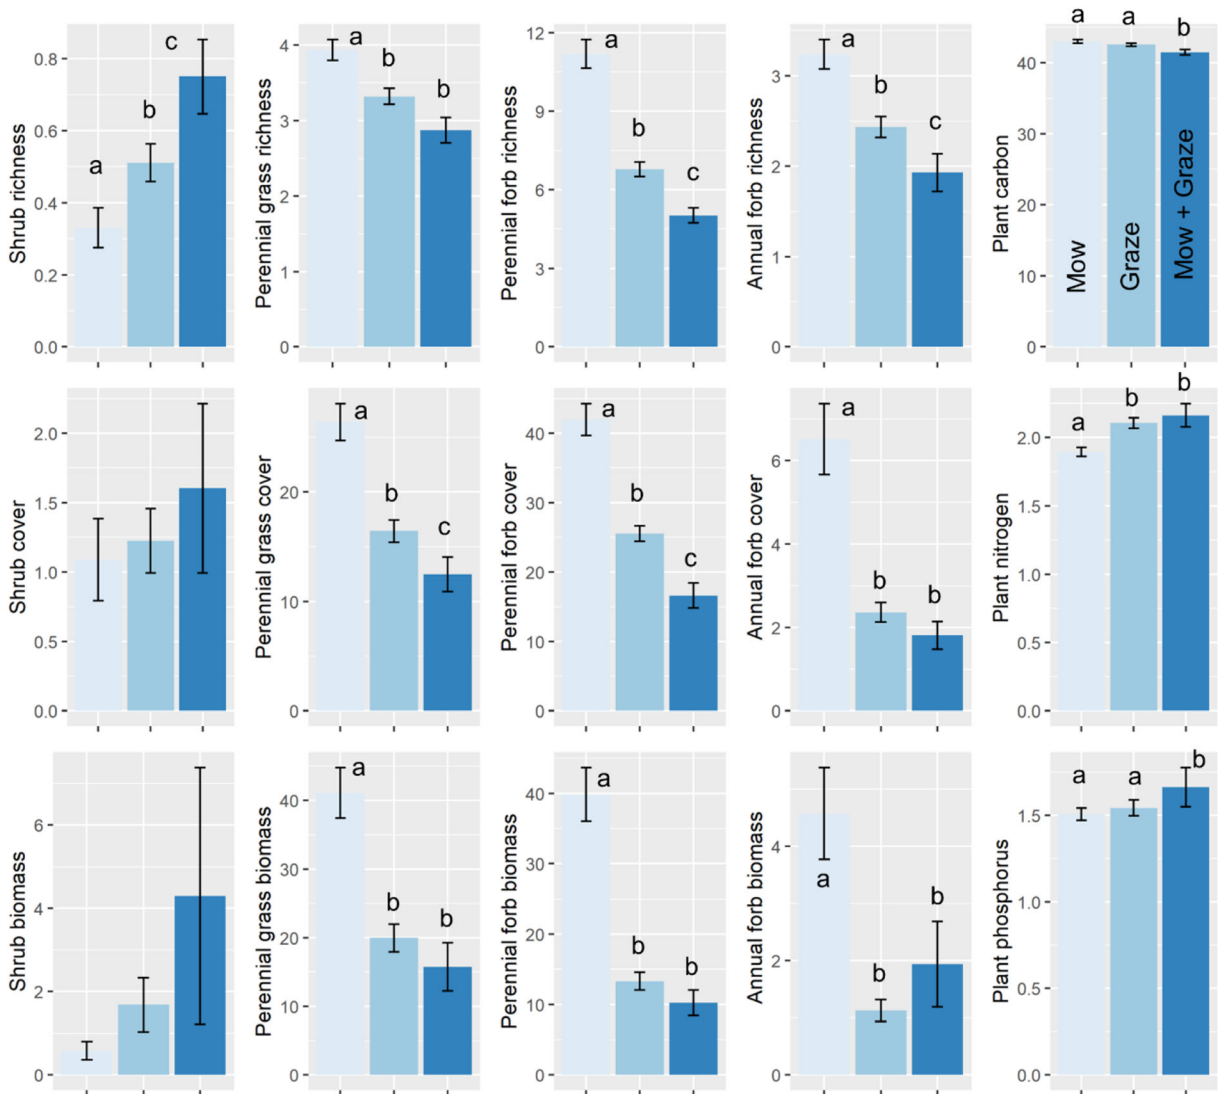 Shrub richness
0.8
0.6
0.4
0.2
0.0
a
b
c
Perennial grass richness
4
3
2
1
0
a
b
b
Perennial forb richness
12
9
6
3
0
a
b
c
Annual forb richness
3
2
1
0
a
b
c
Plant carbon
40
30
20
10
0
a
a
b
Mow
Graze
Mow + Graze
Shrub cover
2.0
1.5
1.0
0.5
0.0
Perennial grass cover
20
10
0
a
b
c
Perennial forb cover
40
30
20
10
0
a
b
c
Annual forb cover
6
4
2
0
a
b
b
Plant nitrogen
2.0
1.5
1.0
0.5
0.0
a
b
b
Shrub biomass
6
4
2
0
Perennial grass biomass
40
30
20
10
0
a
b
b
Perennial forb biomass
40
30
20
10
0
a
b
b
Annual forb biomass
4
2
0
a
b
b
Plant phosphorus
1.5
1.0
0.5
0.0
a
a
b